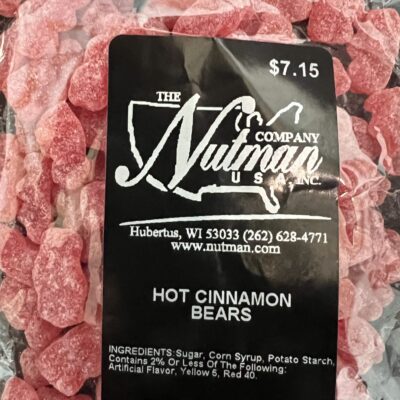 $7.15
THE
Nutman
COMPANY
USA, INC.
Hubertus, WI 53033 (262) 628-4771
www.nutman.com
HOT CINNAMON
BEARS
INGREDIENTS:Sugar, Corn Syrup, Potato Starch,
Contains 2% Or Less Of The Following:
Artificial Flavor, Yellow 5, Red 40.